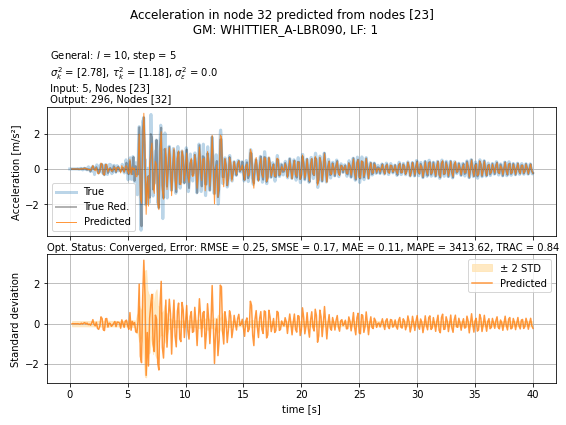 Acceleration in node 32 predicted from nodes [23]
GM: WHITTIER_A-LBR090, LF: 1
General: l = 10, step = 5
σ²ₖ = [2.78], τ²ₖ = [1.18], σ²ₑ = 0.0
Input: 5, Nodes [23]
Output: 296, Nodes [32]
Acceleration [m/s²]
2
0
−2
True
True Red.
Predicted
Opt. Status: Converged, Error: RMSE = 0.25, SMSE = 0.17, MAE = 0.11, MAPE = 3413.62, TRAC = 0.84
Standard deviation
2
0
−2
± 2 STD
Predicted
0 5 10 15 20 25 30 35 40
time [s]